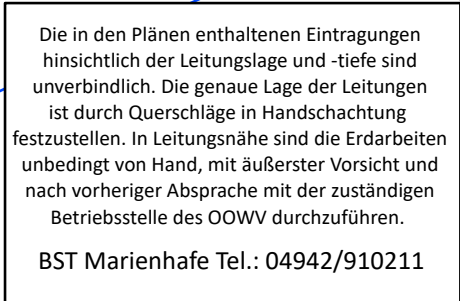 Die in den Plänen enthaltenen Eintragungen
hinsichtlich der Leitungslage und -tiefe sind
unverbindlich. Die genaue Lage der Leitungen
ist durch Querschläge in Handschachtung
festzustellen. In Leitungsnähe sind die Erdarbeiten
unbedingt von Hand, mit äußerster Vorsicht und
nach vorheriger Absprache mit der zuständigen
Betriebsstelle des OOWV durchzuführen.
BST Marienhafe Tel.: 04942/910211